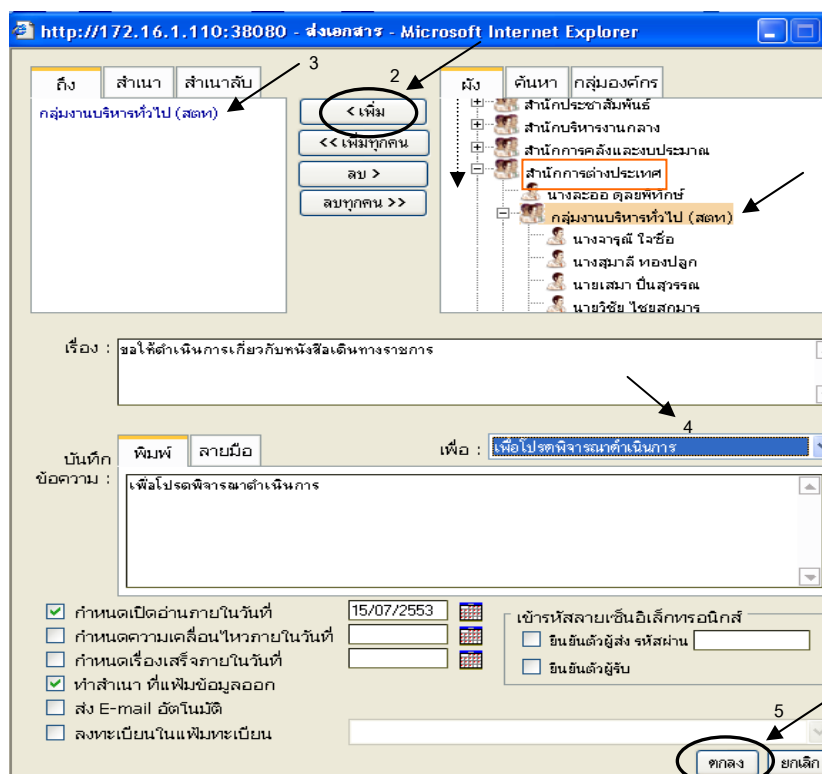 http://172.16.1.110:38080 - ส่งเอกสาร - Microsoft Internet Explorer
3
2
ถึง สำเนา สำเนาลับ
ผัง ค้นหา กลุ่มองค์กร
กลุ่มงานบริหารทั่วไป (สตท)
< เพิ่ม
<< เพิ่มทุกคน
ลบ >
ลบทุกคน >>
สำนักประชาสัมพันธ์
สำนักบริหารงานกลาง
สำนักการคลังและงบประมาณ
สำนักการต่างประเทศ
นางละออ ดุลยพิทักษ์
กลุ่มงานบริหารทั่วไป (สตท)
นางจารุณี ใจซื่อ
นางสุมาลี ทองปลูก
นายเสมา ปิ่นสุวรรณ
นายวิชัย ไชยสุกมาร
เรื่อง : ขอให้ดำเนินการเกี่ยวกับหนังสือเดินทางราชการ
4
บันทึกข้อความ : พิมพ์ ลายมือ
เพื่อ : เพื่อโปรดพิจารณาดำเนินการ
เพื่อโปรดพิจารณาดำเนินการ
กำหนดเปิดอ่านภายในวันที่ 15/07/2553
กำหนดความเคลื่อนไหวภายในวันที่
กำหนดเรื่องเสร็จภายในวันที่
ทำสำเนา ที่แฟ้มข้อมูลออก
ส่ง E-mail อัตโนมัติ
ลงทะเบียนในแฟ้มทะเบียน
เข้ารหัสลายเซ็นอิเล็กทรอนิกส์
ยืนยันตัวผู้ส่ง รหัสผ่าน
ยืนยันตัวผู้รับ
5
ตกลง ยกเลิก